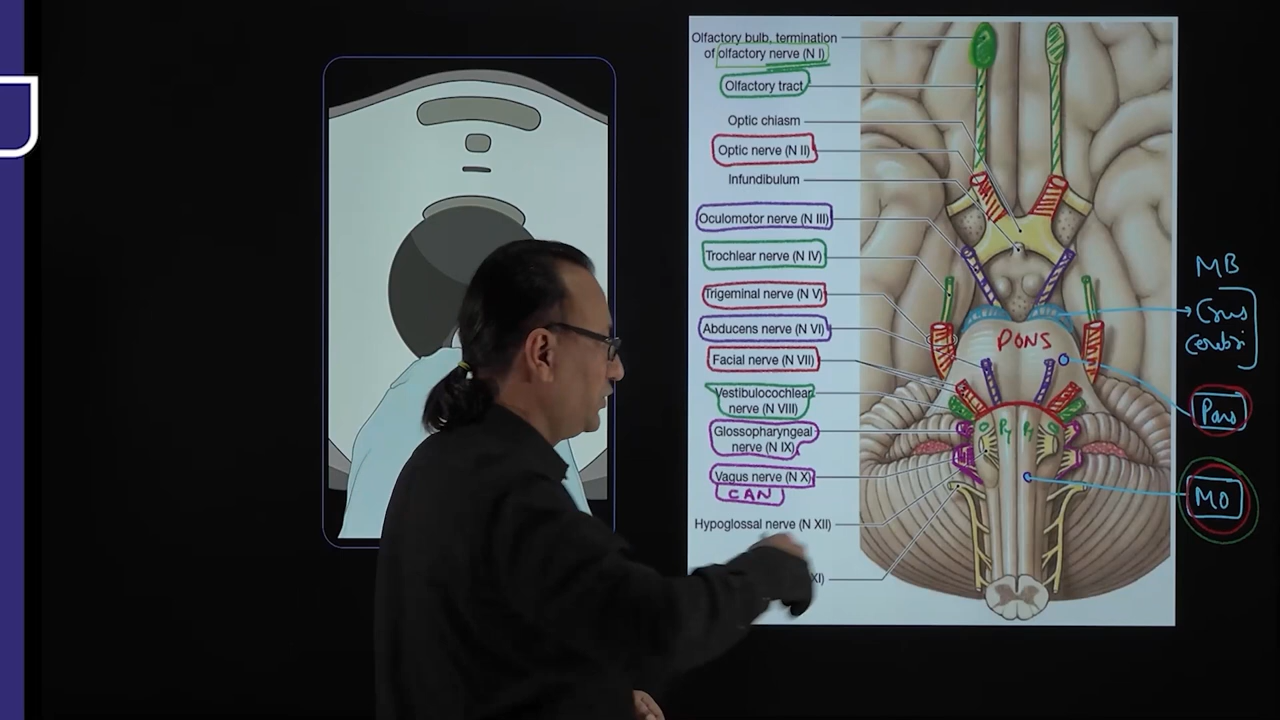 Olfactory bulb, termination
of olfactory nerve (N I)
Olfactory tract
Optic chiasm
Optic nerve (N II)
Infundibulum
Oculomotor nerve (N III)
Trochlear nerve (N IV)
Trigeminal nerve (N V)
Abducens nerve (N VI)
Facial nerve (N VII)
Vestibulocochlear
nerve (N VIII)
Glossopharyngeal
nerve (N IX)
Vagus nerve (N X)
CAN
Hypoglossal nerve (N XII)
XI)
PONS
O Py Py O
MB
Crus
cerebri
Pons
MO